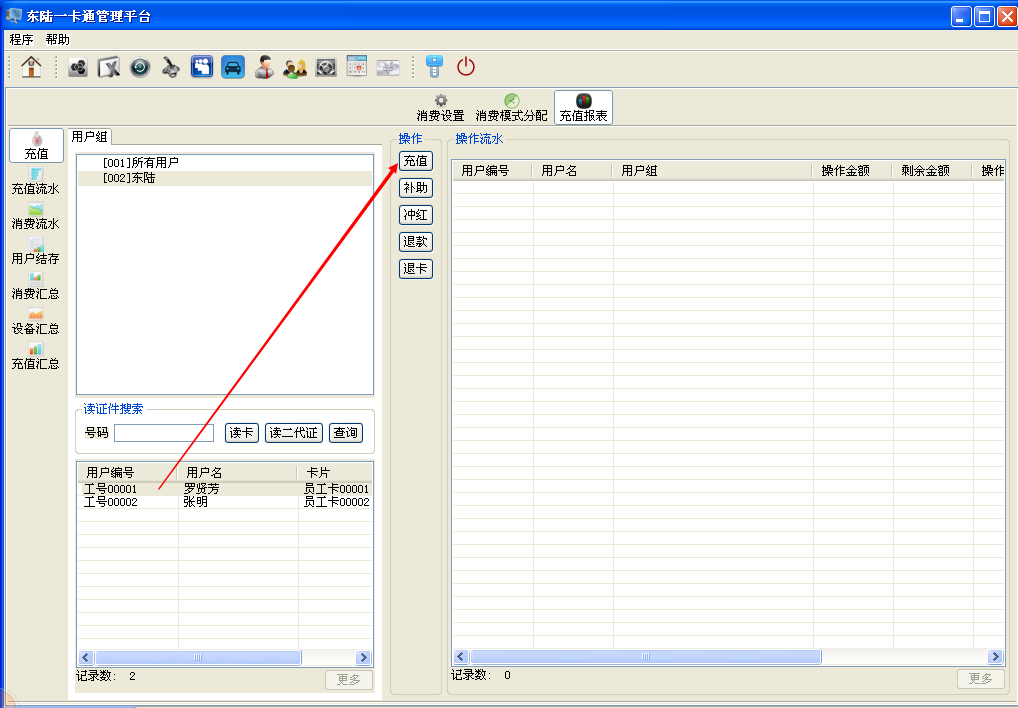 东陆一卡通管理平台
程序 帮助
消费设置 消费模式分配 充值报表
充值
充值流水
消费流水
用户结存
消费汇总
设备汇总
充值汇总
用户组
[001]所有用户
[002]东陆
读证件搜索
号码 读卡 读二代证 查询
用户编号 用户名 卡片
工号00001 罗贤芳 员工卡00001
工号00002 张明 员工卡00002
记录数: 2 更多
操作
充值
补助
冲红
退款
退卡
操作流水
用户编号 用户名 用户组 操作金额 剩余金额 操作
记录数: 0 更多